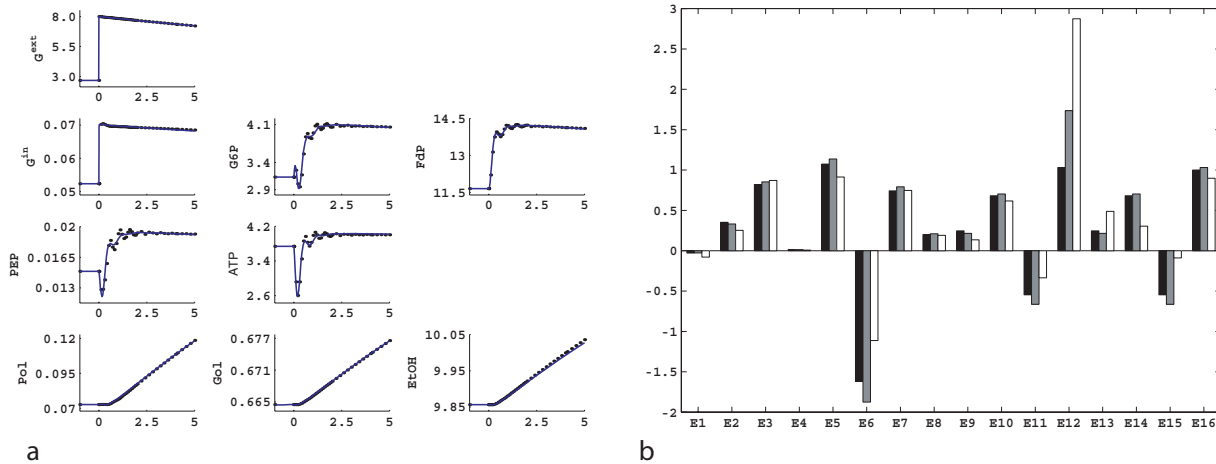 8.0
5.5
3.0
G^ext
0 2.5 5
0.07
0.06
0.05
G^in
0 2.5 5
4.1
3.4
2.9
G6P
0 2.5 5
14.5
13
11.5
FdP
0 2.5 5
0.02
0.0165
0.013
PEP
0 2.5 5
4.2
3.4
2.6
ATP
0 2.5 5
0.12
0.095
0.07
Pol
0 2.5 5
0.677
0.671
0.665
Gol
0 2.5 5
10.05
9.95
9.85
EtOH
0 2.5 5
a
3
2.5
2
1.5
1
0.5
0
-0.5
-1
-1.5
-2
E1 E2 E3 E4 E5 E6 E7 E8 E9 E10 E11 E12 E13 E14 E15 E16
b